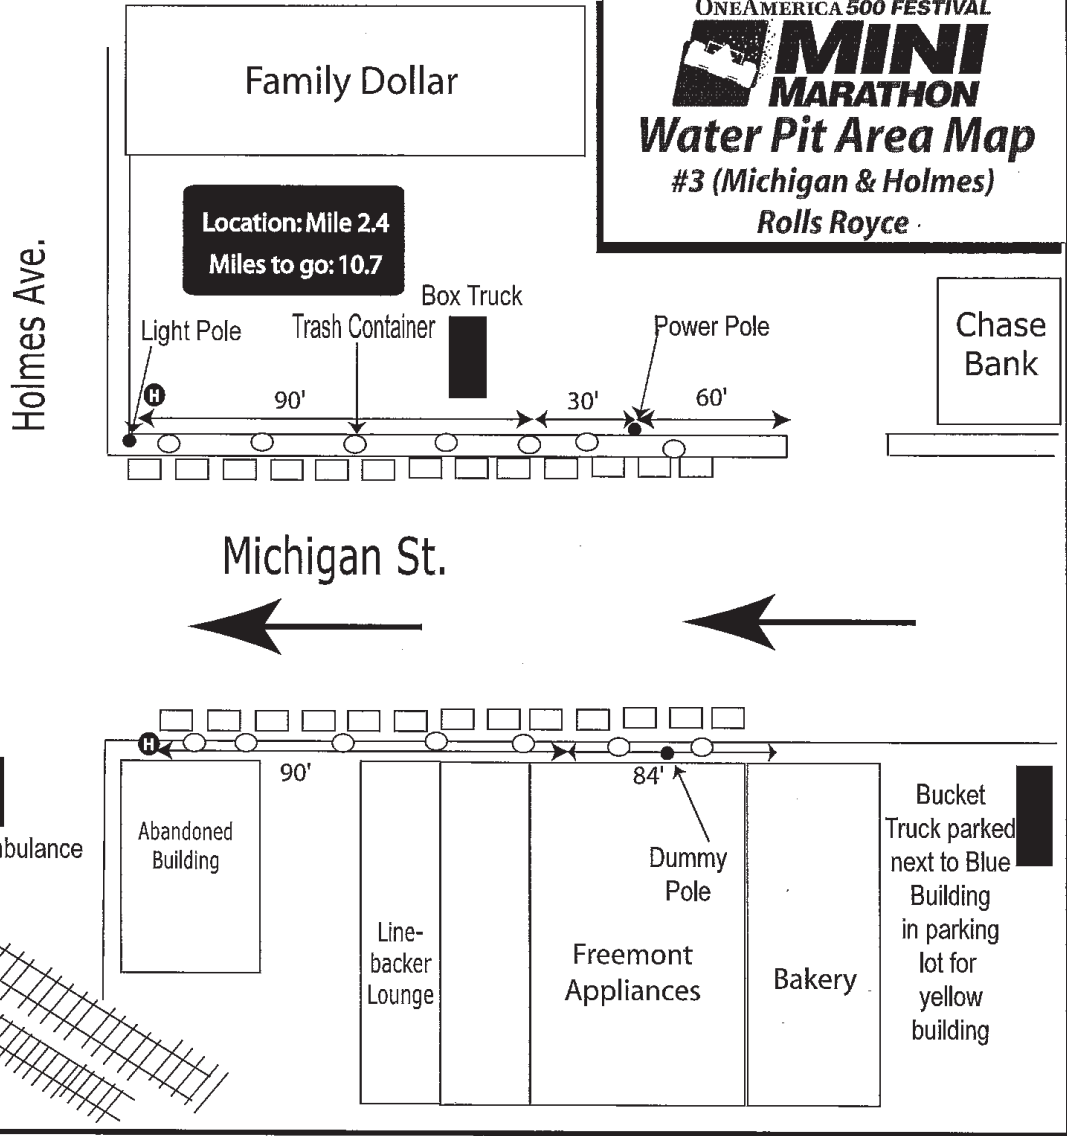 ONEAMERICA 500 FESTIVAL
MINI
MARATHON
Water Pit Area Map
#3 (Michigan & Holmes)
Rolls Royce
Family Dollar
Location: Mile 2.4
Miles to go: 10.7
Holmes Ave.
Box Truck
Light Pole
Trash Container
Power Pole
Chase
Bank
H
90'
30'
60'
Michigan St.
H
90'
84'
Abandoned
Building
Dummy
Pole
Line-
backer
Lounge
Freemont
Appliances
Bakery
Bucket
Truck parked
next to Blue
Building
in parking
lot for
yellow
building